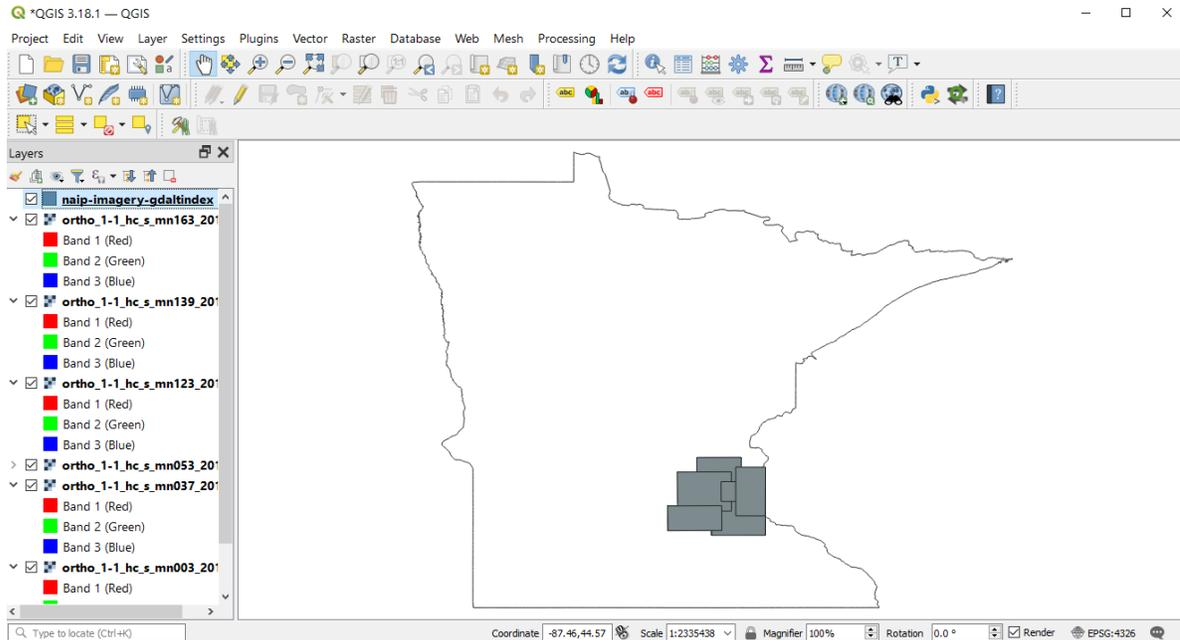 *QGIS 3.18.1 — QGIS
Project Edit View Layer Settings Plugins Vector Raster Database Web Mesh Processing Help
Layers
naip-imagery-gdaltindex
ortho_1-1_hc_s_mn163_201
Band 1 (Red)
Band 2 (Green)
Band 3 (Blue)
ortho_1-1_hc_s_mn139_201
Band 1 (Red)
Band 2 (Green)
Band 3 (Blue)
ortho_1-1_hc_s_mn123_201
Band 1 (Red)
Band 2 (Green)
Band 3 (Blue)
ortho_1-1_hc_s_mn053_201
ortho_1-1_hc_s_mn037_201
Band 1 (Red)
Band 2 (Green)
Band 3 (Blue)
ortho_1-1_hc_s_mn003_201
Band 1 (Red)
Type to locate (Ctrl+K) Coordinate -87.46,44.57 Scale 1:2335438 Magnifier 100% Rotation 0.0 ° Render EPSG:4326